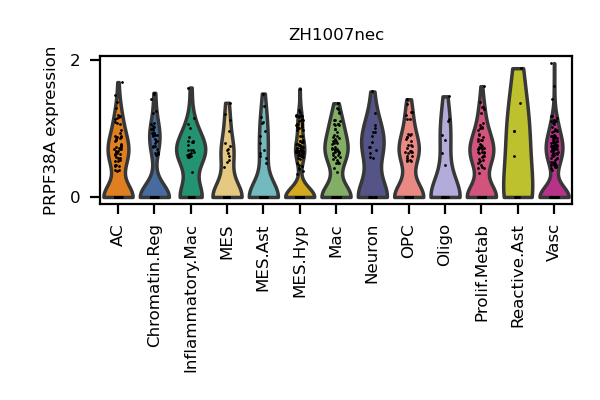 ZH1007nec
PRPF38A expression
2
0
AC
Chromatin.Reg
Inflammatory.Mac
MES
MES.Ast
MES.Hyp
Mac
Neuron
OPC
Oligo
Prolif.Metab
Reactive.Ast
Vasc